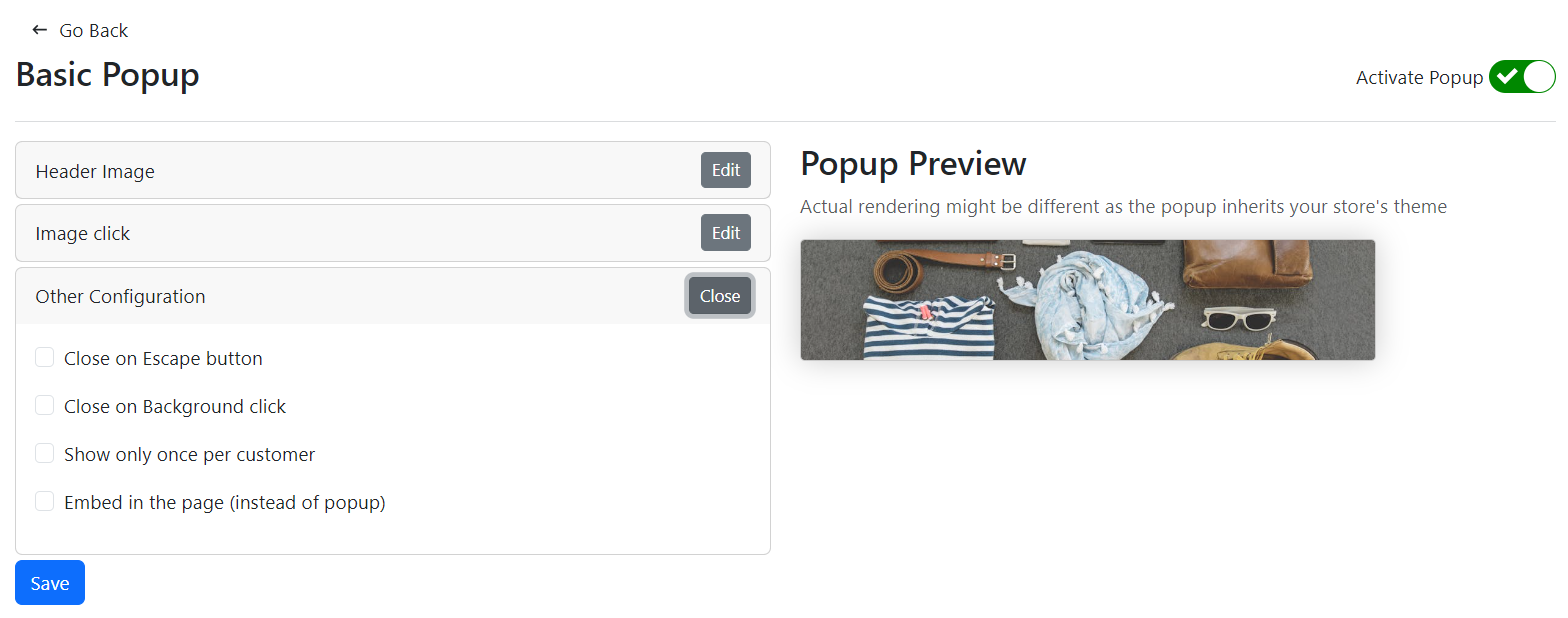 ← Go Back
Basic Popup
Activate Popup
Header Image
Edit
Image click
Edit
Other Configuration
Close
Close on Escape button
Close on Background click
Show only once per customer
Embed in the page (instead of popup)
Save
Popup Preview
Actual rendering might be different as the popup inherits your store's theme